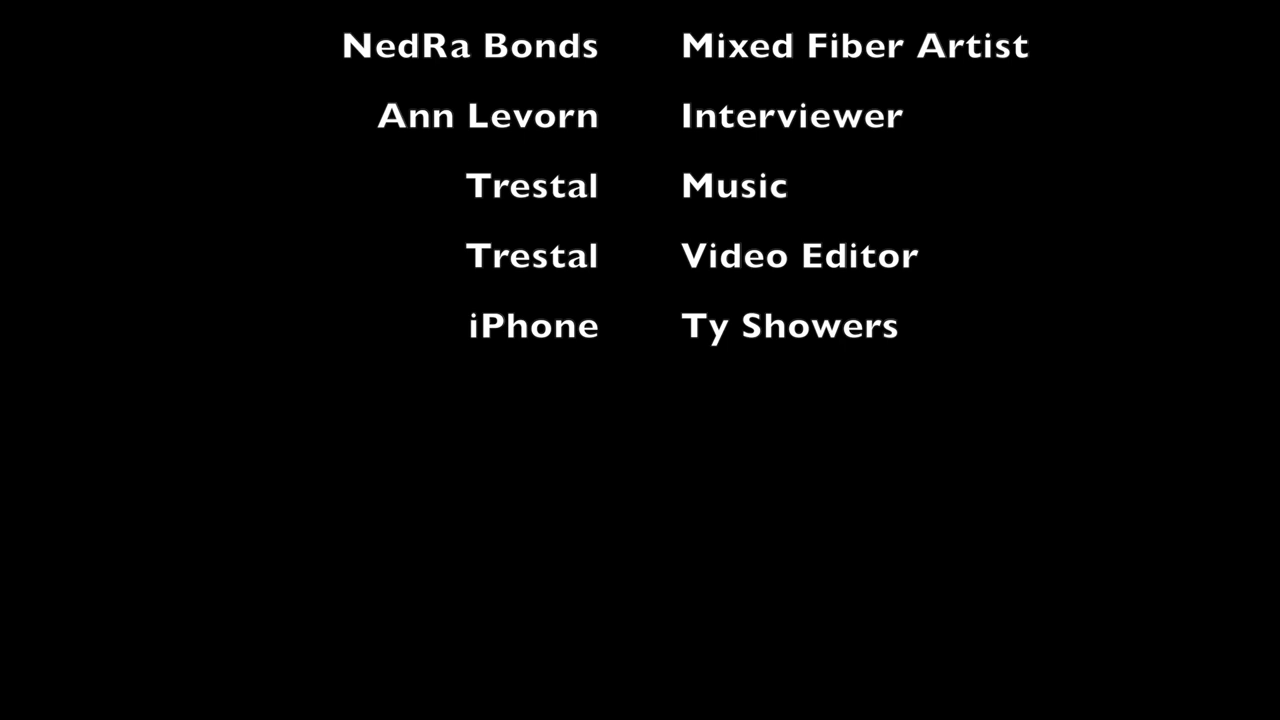 NedRa Bonds Mixed Fiber Artist
Ann Levorn Interviewer
Trestal Music
Trestal Video Editor
iPhone Ty Showers